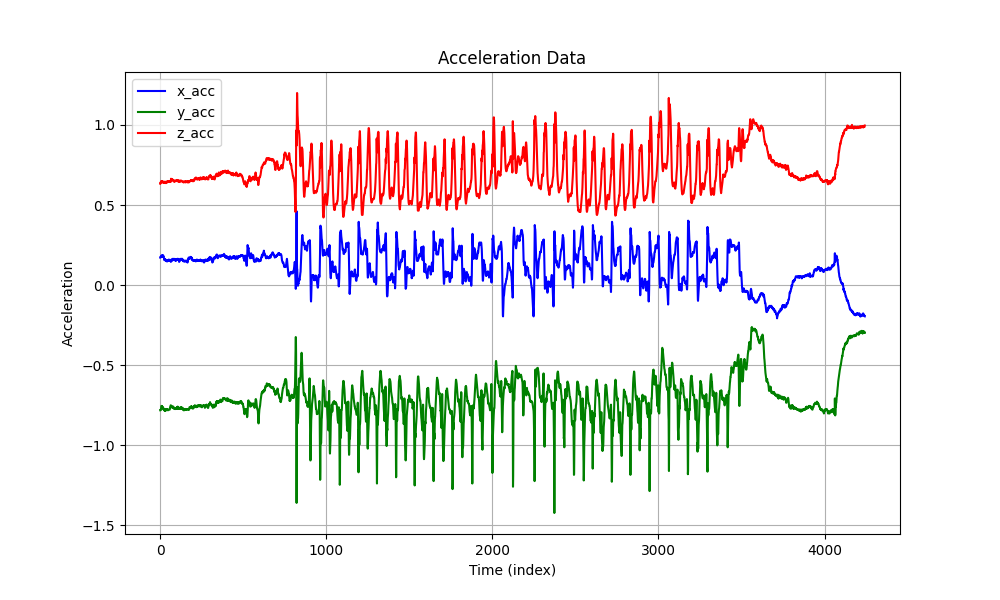 Acceleration Data
x_acc
y_acc
z_acc
1.0
0.5
0.0
−0.5
−1.0
−1.5
Acceleration
0 1000 2000 3000 4000
Time (index)